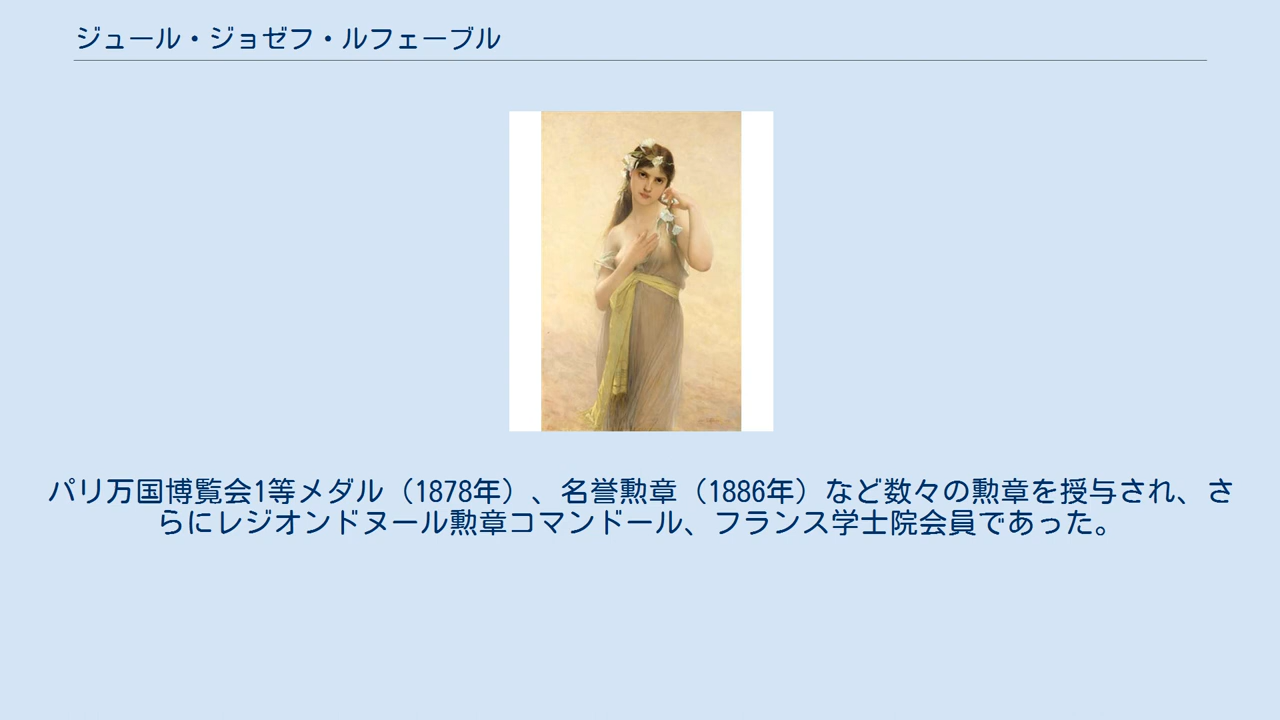 ジュール・ジョゼフ・ルフェーブル
パリ万国博覧会1等メダル（1878年）、名誉勲章（1886年）など数々の勲章を授与され、さ
らにレジオンドヌール勲章コマンドール、フランス学士院会員であった。